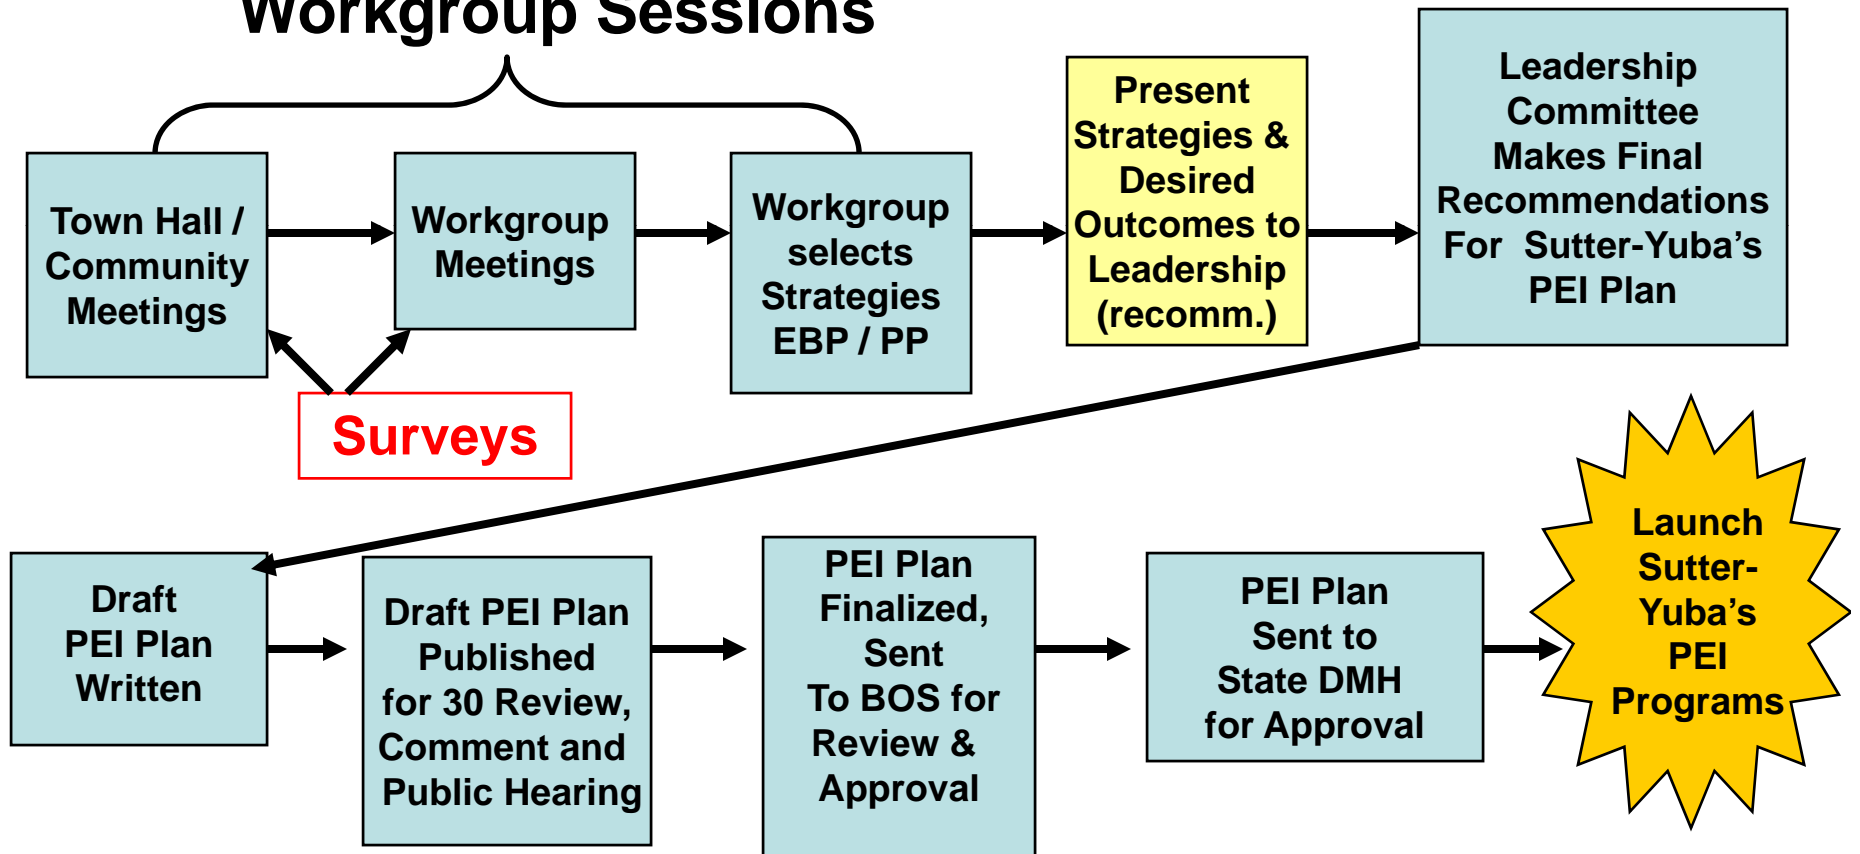 Workgroup Sessions
Town Hall /
Community
Meetings
Workgroup
Meetings
Workgroup
selects
Strategies
EBP / PP
Present
Strategies &
Desired
Outcomes to
Leadership
(recomm.)
Leadership
Committee
Makes Final
Recommendations
For Sutter-Yuba’s
PEI Plan
Surveys
Draft
PEI Plan
Written
Draft PEI Plan
Published
for 30 Review,
Comment and
Public Hearing
PEI Plan
Finalized,
Sent
To BOS for
Review &
Approval
PEI Plan
Sent to
State DMH
for Approval
Launch
Sutter-
Yuba’s
PEI
Programs